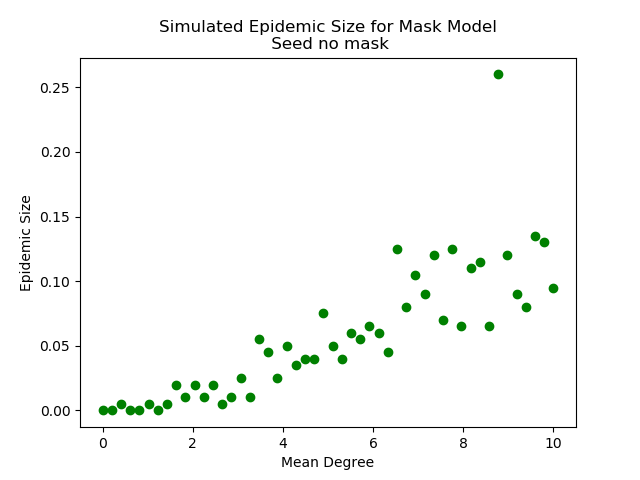 Simulated Epidemic Size for Mask Model
Seed no mask
0.25
0.20
0.15
0.10
0.05
0.00
Epidemic Size
0 2 4 6 8 10
Mean Degree